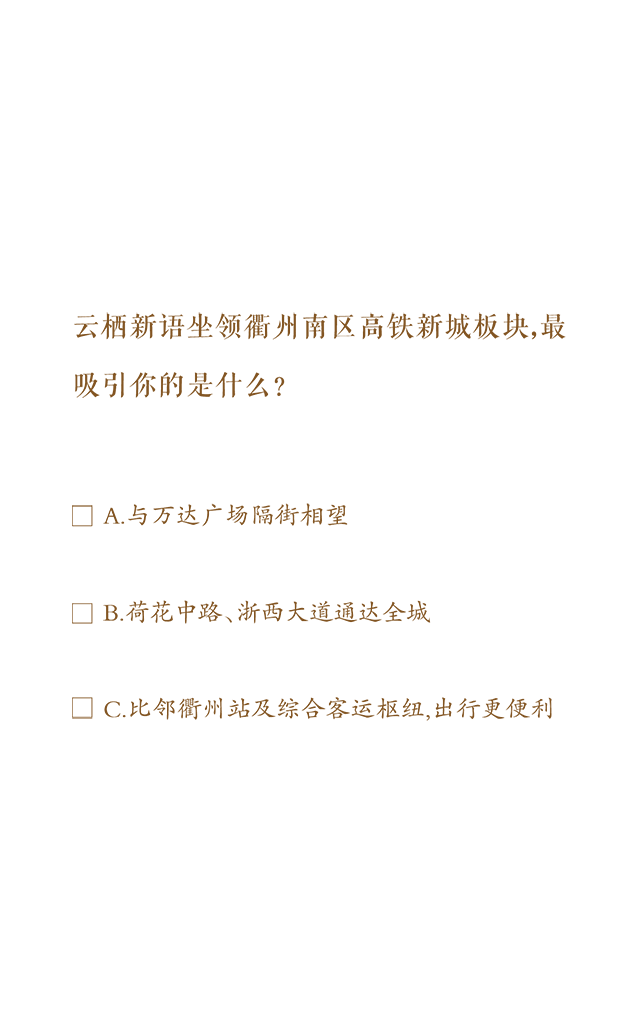 云栖新语坐领衢州南区高铁新城板块,最
吸引你的是什么?
A.与万达广场隔街相望
B.荷花中路、浙西大道通达全城
C.比邻衢州站及综合客运枢纽,出行更便利